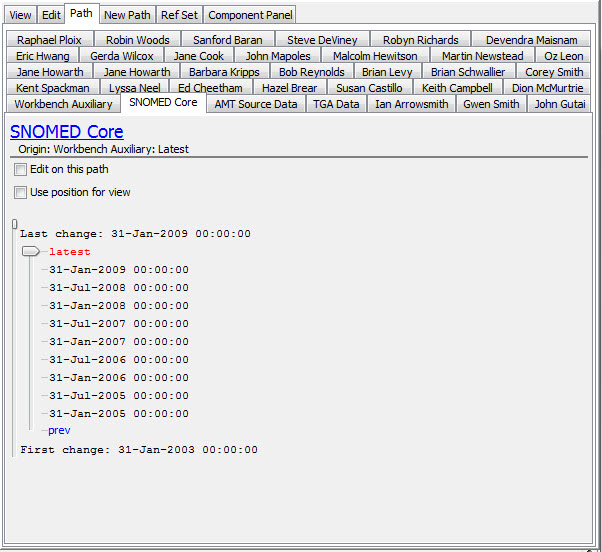 View Edit Path New Path Ref Set Component Panel
Raphael Ploix Robin Woods Sanford Baran Steve DeViney Robyn Richards Devendra Maisnam
Eric Hwang Gerda Wilcox Jane Cook John Mapoles Malcolm Hewitson Martin Newstead Oz Leon
Jane Howarth Jane Howarth Barbara Kripps Bob Reynolds Brian Levy Brian Schwallier Corey Smith
Kent Spackman Lyssa Neel Ed Cheetham Hazel Brear Susan Castillo Keith Campbell Dion McMurtrie
Workbench Auxiliary SNOMED Core AMT Source Data TGA Data Ian Arrowsmith Gwen Smith John Gutai
SNOMED Core
Origin: Workbench Auxiliary: Latest
Edit on this path
Use position for view
Last change: 31-Jan-2009 00:00:00
latest
31-Jan-2009 00:00:00
31-Jul-2008 00:00:00
31-Jan-2008 00:00:00
31-Jul-2007 00:00:00
31-Jan-2007 00:00:00
31-Jul-2006 00:00:00
31-Jan-2006 00:00:00
31-Jul-2005 00:00:00
31-Jan-2005 00:00:00
prev
First change: 31-Jan-2003 00:00:00